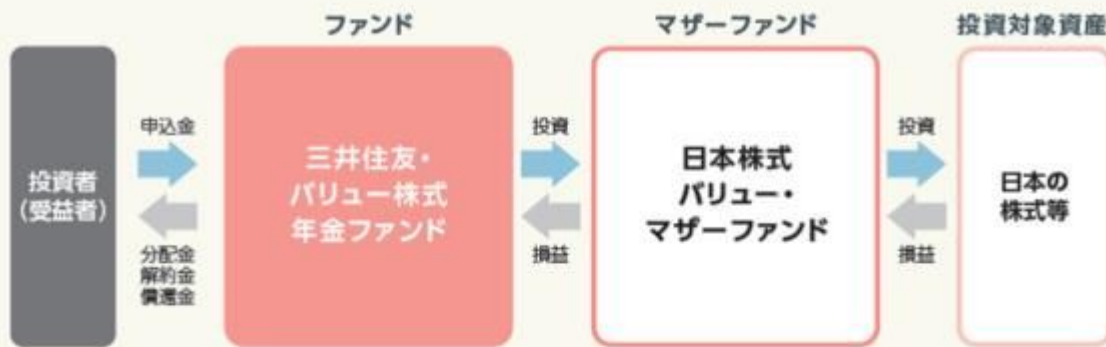 ファンド
マザーファンド
投資対象資産
投資者
(受益者)
申込金
分配金
解約金
償還金
三井住友・
バリュー株式
年金ファンド
投資
損益
日本株式
バリュー・
マザーファンド
投資
損益
日本の
株式等